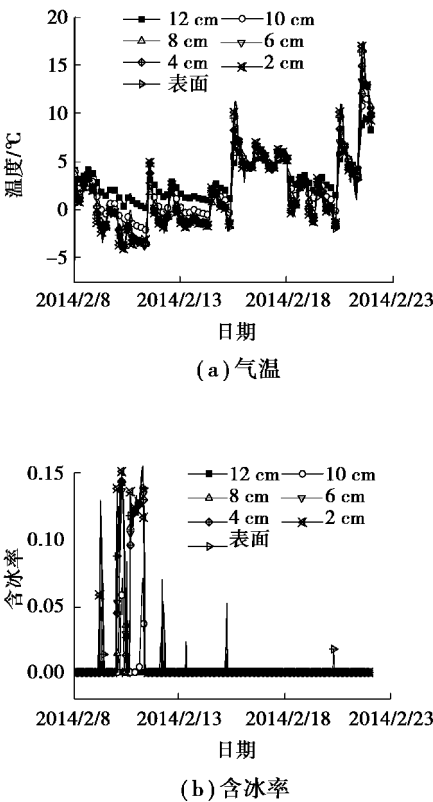 20
15
10
5
0
−5
温度/℃
12 cm
10 cm
8 cm
6 cm
4 cm
2 cm
表面
2014/2/8
2014/2/13
2014/2/18
2014/2/23
日期
(a)气温
0.15
0.10
0.05
0.00
含冰率
12 cm
10 cm
8 cm
6 cm
4 cm
2 cm
表面
2014/2/8
2014/2/13
2014/2/18
2014/2/23
日期
(b)含冰率